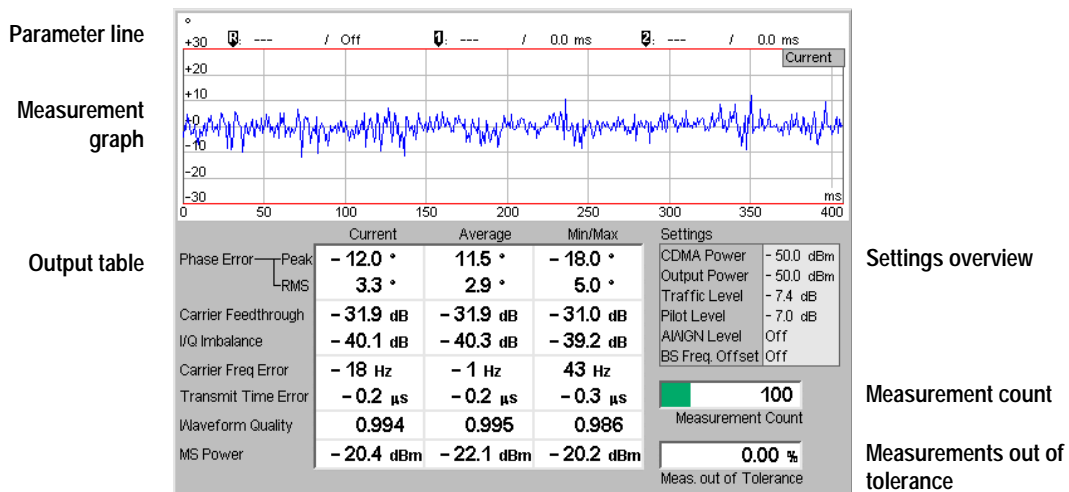 Parameter line
Measurement graph
Output table
°
+30 R: --- / Off 1: --- / 0.0 ms 2: --- / 0.0 ms
Current
+20
+10
+0
-10
-20
-30
ms
0 50 100 150 200 250 300 350 400
Current Average Min/Max
Phase Error Peak - 12.0 ° 11.5 ° - 18.0 °
RMS 3.3 ° 2.9 ° 5.0 °
Carrier Feedthrough - 31.9 dB - 31.9 dB - 31.0 dB
I/Q Imbalance - 40.1 dB - 40.3 dB - 39.2 dB
Carrier Freq Error - 18 Hz - 1 Hz 43 Hz
Transmit Time Error - 0.2 µs - 0.2 µs - 0.3 µs
Waveform Quality 0.994 0.995 0.986
MS Power - 20.4 dBm - 22.1 dBm - 20.2 dBm
Settings
CDMA Power - 50.0 dBm
Output Power - 50.0 dBm
Traffic Level - 7.4 dB
Pilot Level - 7.0 dB
AWGN Level Off
BS Freq. Offset Off
100
Measurement Count
0.00 %
Meas. out of Tolerance
Settings overview
Measurement count
Measurements out of
tolerance